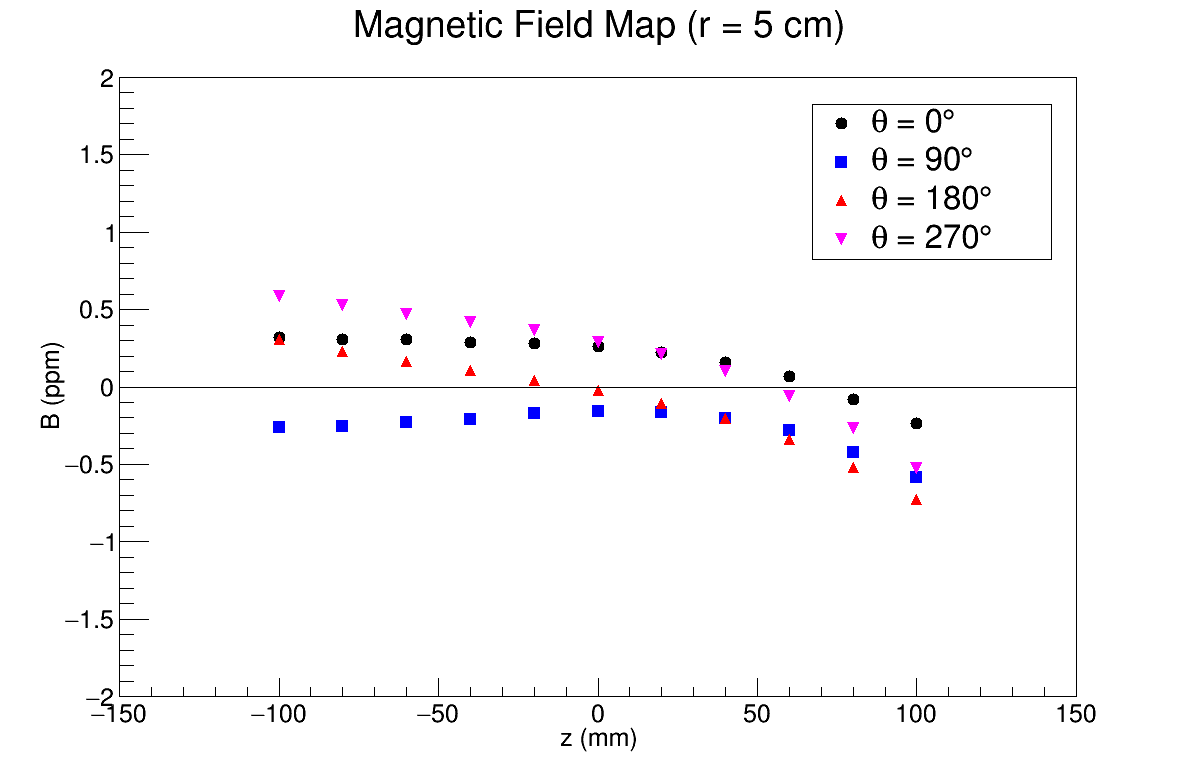 Magnetic Field Map (r = 5 cm)
2
1.5
1
0.5
0
−0.5
−1
−1.5
−2
B (ppm)
θ = 0°
θ = 90°
θ = 180°
θ = 270°
−150 −100 −50 0 50 100 150
z (mm)